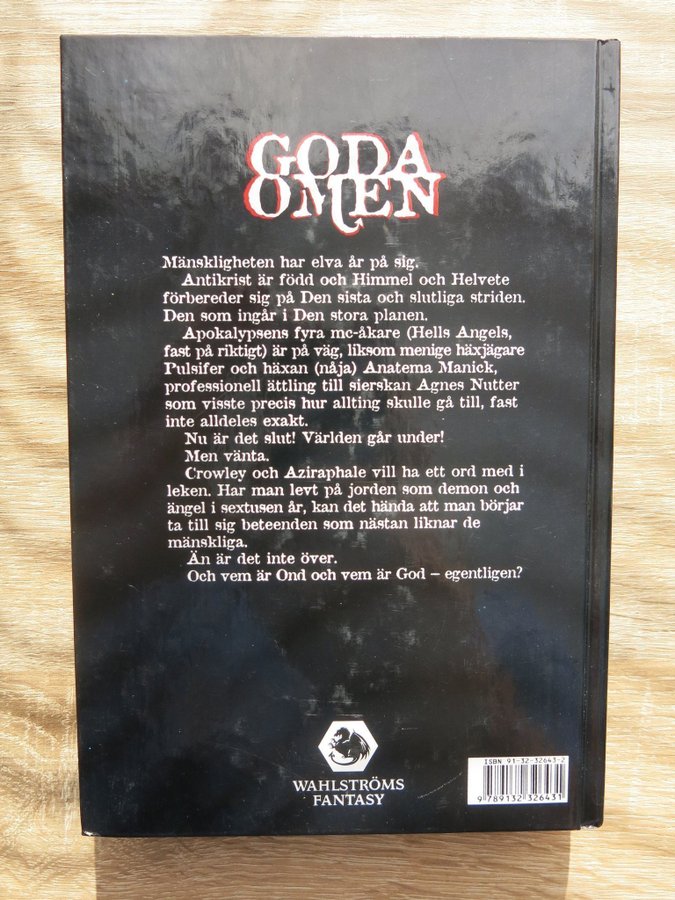 GODA
OMEN
Mänskligheten har elva år på sig.
Antikrist är född och Himmel och Helvete
förbereder sig på Den sista och slutliga striden.
Den som ingår i Den stora planen.
Apokalypsens fyra mc-åkare (Hells Angels,
fast på riktigt) är på väg, liksom menige häxjägare
Pulsifer och häxan (nåja) Anatema Manick,
professionell ättling till sierskan Agnes Nutter
som visste precis hur allting skulle gå till, fast
inte alldeles exakt.
Nu är det slut! Världen går under!
Men vänta.
Crowley och Aziraphale vill ha ett ord med i
leken. Har man levt på jorden som demon och
ängel i sextusen år, kan det hända att man börjar
ta till sig beteenden som nästan liknar de
mänskliga.
Än är det inte över.
Och vem är Ond och vem är God – egentligen?
WAHLSTRÖMS
FANTASY
ISBN 91-32-32643-2
9 789132 326431